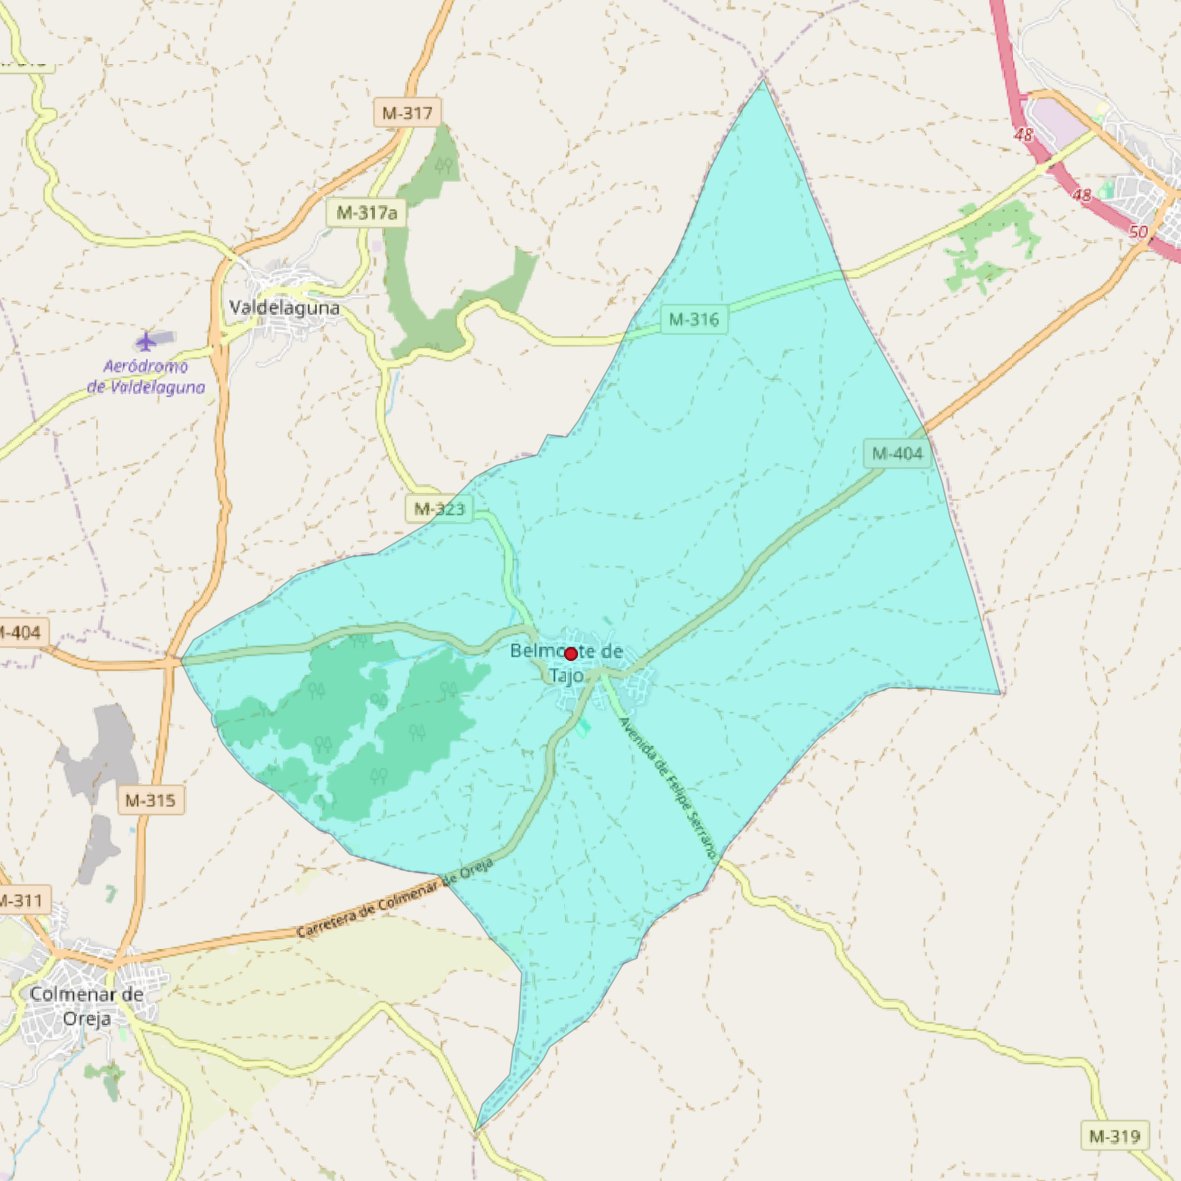 M-317
48
M-317a
48
50
Valdelaguna
M-316
Aeródromo
de Valdelaguna
M-404
M-323
M-404
Belmonte de
Tajo
Avenida de Felipe Serrano
M-315
Carretera de Colmenar de Oreja
M-311
Colmenar de
Oreja
M-319